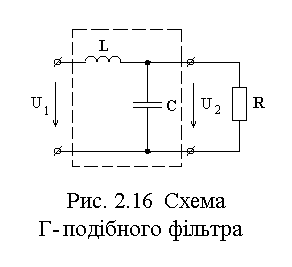 L
U1
C
U2
R
Рис. 2.16 Схема
Г-подібного фільтра